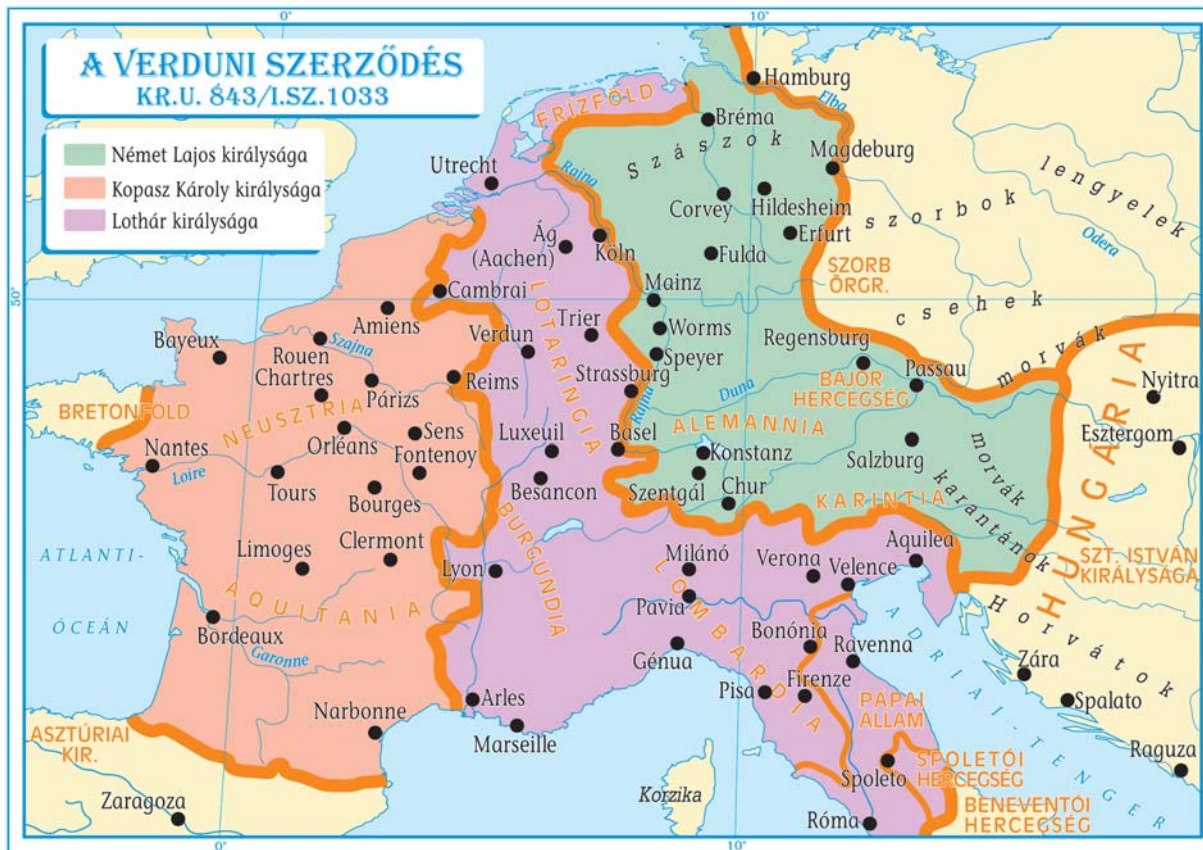 0°
10°
A VERDUNI SZERZŐDÉS
KR.U. 843/I.SZ.1033
Német Lajos királysága
Kopasz Károly királysága
Lothár királysága
50°
Hamburg
Elba
FRÍZFÖLD
Bréma
Szászok
Utrecht
Rajna
Magdeburg
lengyelek
Corvey
Hildesheim
szorbok
Odera
Ág
(Aachen)
Köln
Erfurt
Fulda
SZORB
ŐRGR.
Cambrai
LOTARINGIA
Mainz
csehek
Amiens
Bayeux
Szajna
Rouen
Verdun
Trier
Worms
Regensburg
morvák
Speyer
Chartres
Párizs
Reims
Strassburg
Rajna
Duna
BAJOR
HERCEGSÉG
Passau
Nyitra
BRETONFÖLD
NEUSZTRIA
Orléans
Sens
Luxeuil
Basel
ALEMANNIA
Esztergom
Nantes
Loire
Fontenoy
Konstanz
Salzburg
morvák
Tours
Bourges
Besancon
Szentgál
Chur
KARINTIA
karantánok
HUNGÁRIA
BURGUNDIA
ATLANTI-
ÓCEÁN
Limoges
Clermont
Lyon
Milánó
Verona
Velence
Aquilea
SZT. ISTVÁN
KIRÁLYSÁGA
AQUITANIA
LOMBARDIA
Pavia
Horvátok
Bordeaux
Garonne
Génua
Bonónia
Ravenna
ADRIAI-TENGER
Zára
Arles
Pisa
Firenze
PÁPAI
ÁLLAM
Spalato
Narbonne
Marseille
ASZTÚRIAI
KIR.
Spoleto
SPOLETÓI
HERCEGSÉG
Raguza
Zaragoza
Korzika
Róma
BENEVENTÓI
HERCEGSÉG
0°
10°